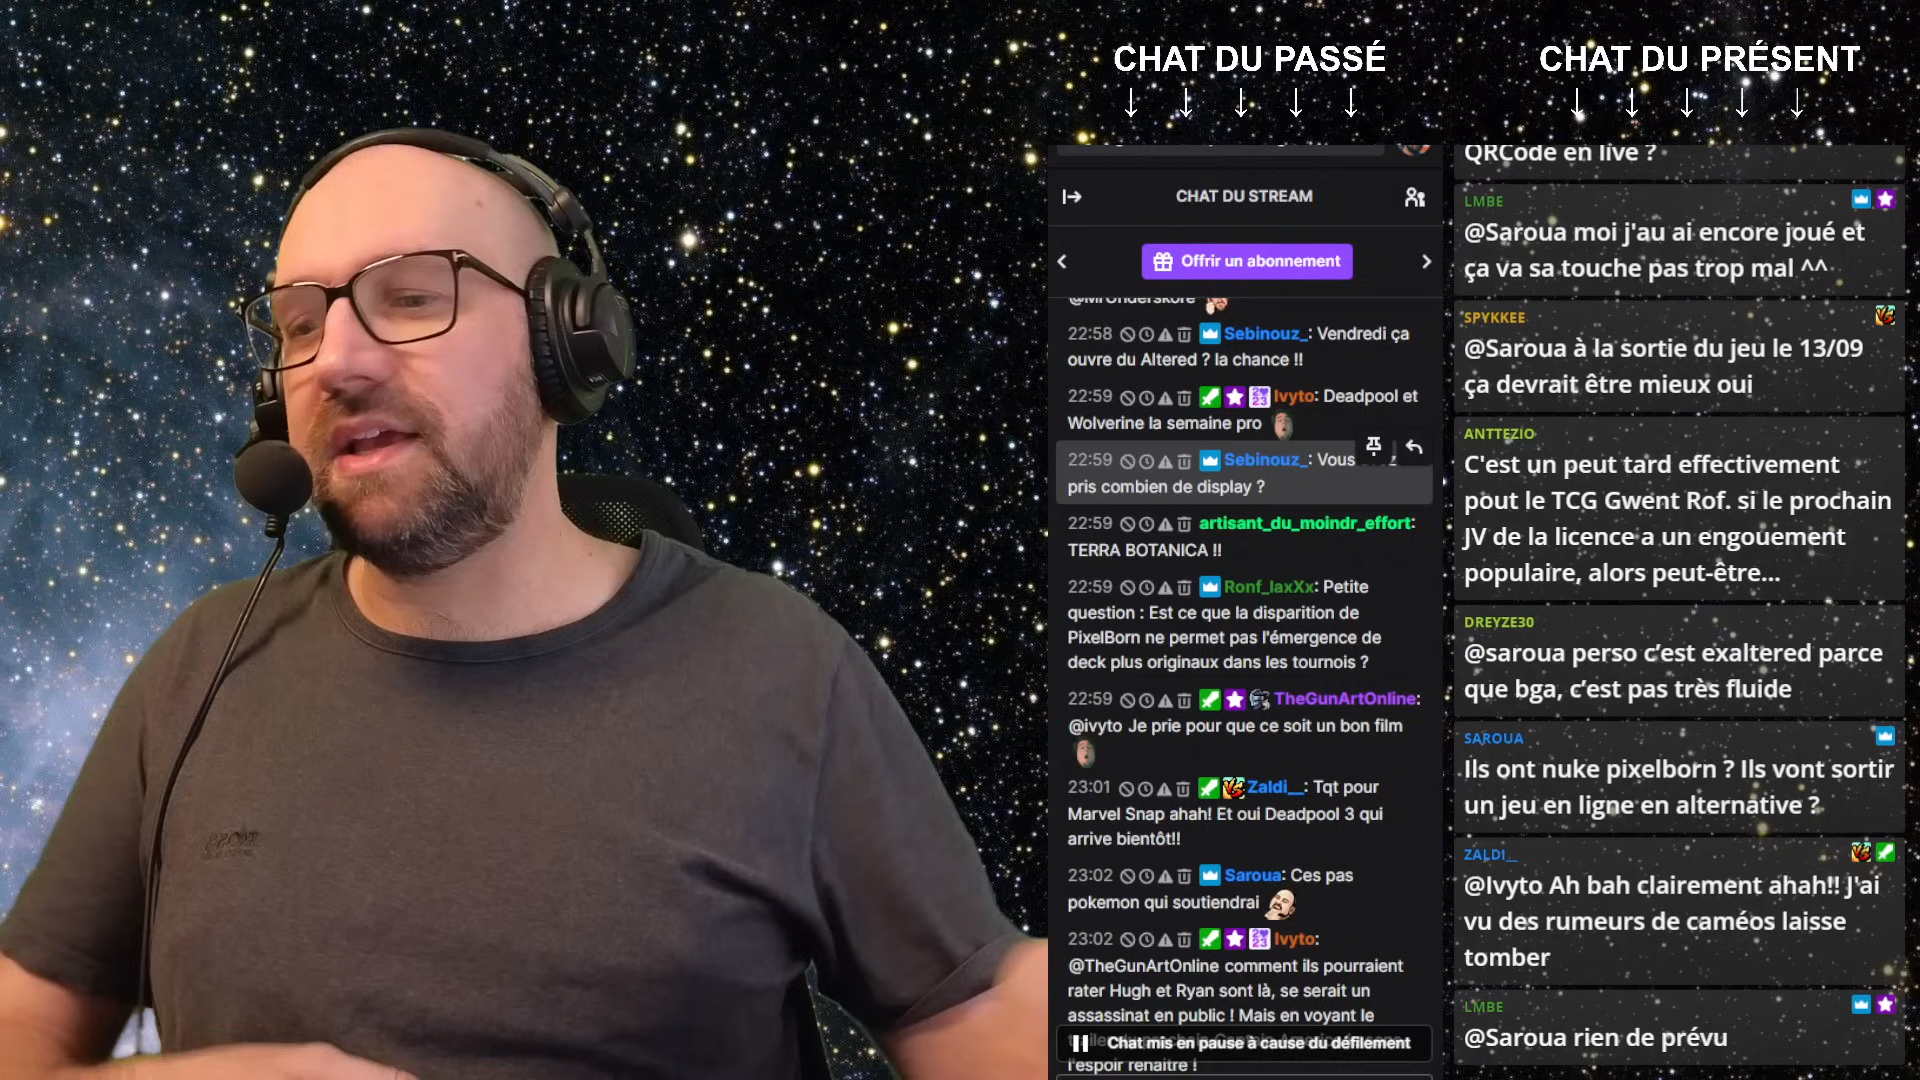 CHAT DU PASSÉ
↓ ↓ ↓ ↓ ↓
CHAT DU STREAM
Offrir un abonnement
@MrUnderskore
22:58 Sebinouz_: Vendredi ça
ouvre du Altered ? la chance !!
22:59 Ivyto: Deadpool et
Wolverine la semaine pro
22:59 Sebinouz_: Vous
pris combien de display ?
22:59 artisant_du_moindr_effort:
TERRA BOTANICA !!
22:59 Ronf_laxXx: Petite
question : Est ce que la disparition de
PixelBorn ne permet pas l'émergence de
deck plus originaux dans les tournois ?
22:59 TheGunArtOnline:
@ivyto Je prie pour que ce soit un bon film
23:01 Zaldi__: Tqt pour
Marvel Snap ahah! Et oui Deadpool 3 qui
arrive bientôt!!
23:02 Saroua: Ces pas
pokemon qui soutiendrai
23:02 Ivyto:
@TheGunArtOnline comment ils pourraient
rater Hugh et Ryan sont là, se serait un
assassinat en public ! Mais en voyant le
Chat mis en pause à cause du défilement
l'espoir renaitre !
CHAT DU PRÉSENT
↓ ↓ ↓ ↓ ↓
QRCode en live ?
LMBE
@Saroua moi j'au ai encore joué et
ça va sa touche pas trop mal ^^
SPYKKEE
@Saroua à la sortie du jeu le 13/09
ça devrait être mieux oui
ANTTEZIO
C'est un peut tard effectivement
pout le TCG Gwent Rof. si le prochain
JV de la licence a un engouement
populaire, alors peut-être...
DREYZE30
@saroua perso c’est exaltered parce
que bga, c’est pas très fluide
SAROUA
Ils ont nuke pixelborn ? Ils vont sortir
un jeu en ligne en alternative ?
ZALDI__
@Ivyto Ah bah clairement ahah!! J'ai
vu des rumeurs de caméos laisse
tomber
LMBE
@Saroua rien de prévu